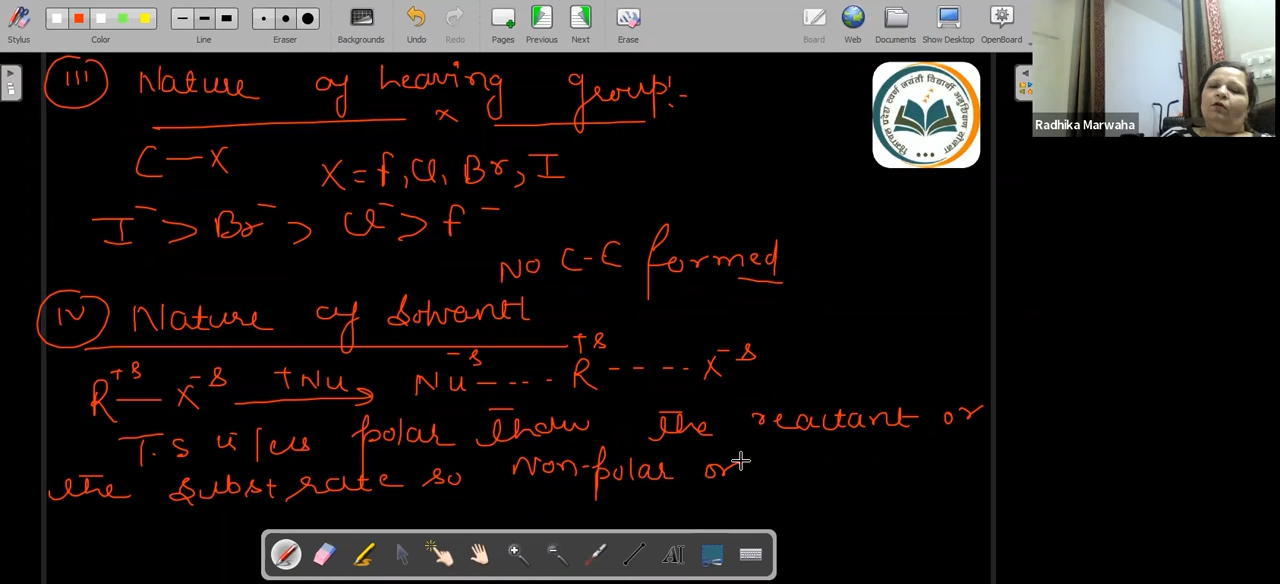 Stylus Color Line Eraser Backgrounds Undo Redo Pages Previous Next Erase Board Web Documents Show Desktop OpenBoard
Radhika Marwaha
III Nature of Leaving group:-
x
C—X X = f, Cl, Br, I
I⁻ > Br⁻ > Cl⁻ > f⁻
NO C-C formed
IV Nature of Solvent
R^+δ—X^-δ +Nu⟶ Nu^-δ----R^+δ----X^-δ
T.S is less polar than the reactant or
the substrate so Non-polar or
AI